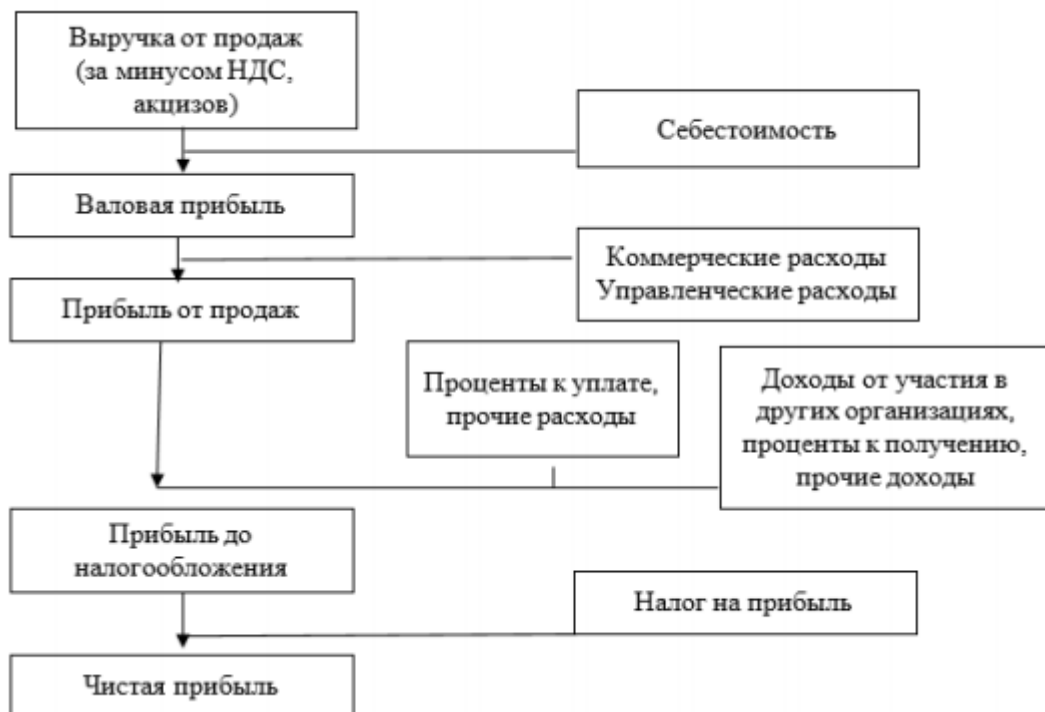 Выручка от продаж
(за минусом НДС,
акцизов)
Себестоимость
Валовая прибыль
Коммерческие расходы
Управленческие расходы
Прибыль от продаж
Проценты к уплате,
прочие расходы
Доходы от участия в
других организациях,
проценты к получению,
прочие доходы
Прибыль до
налогообложения
Налог на прибыль
Чистая прибыль